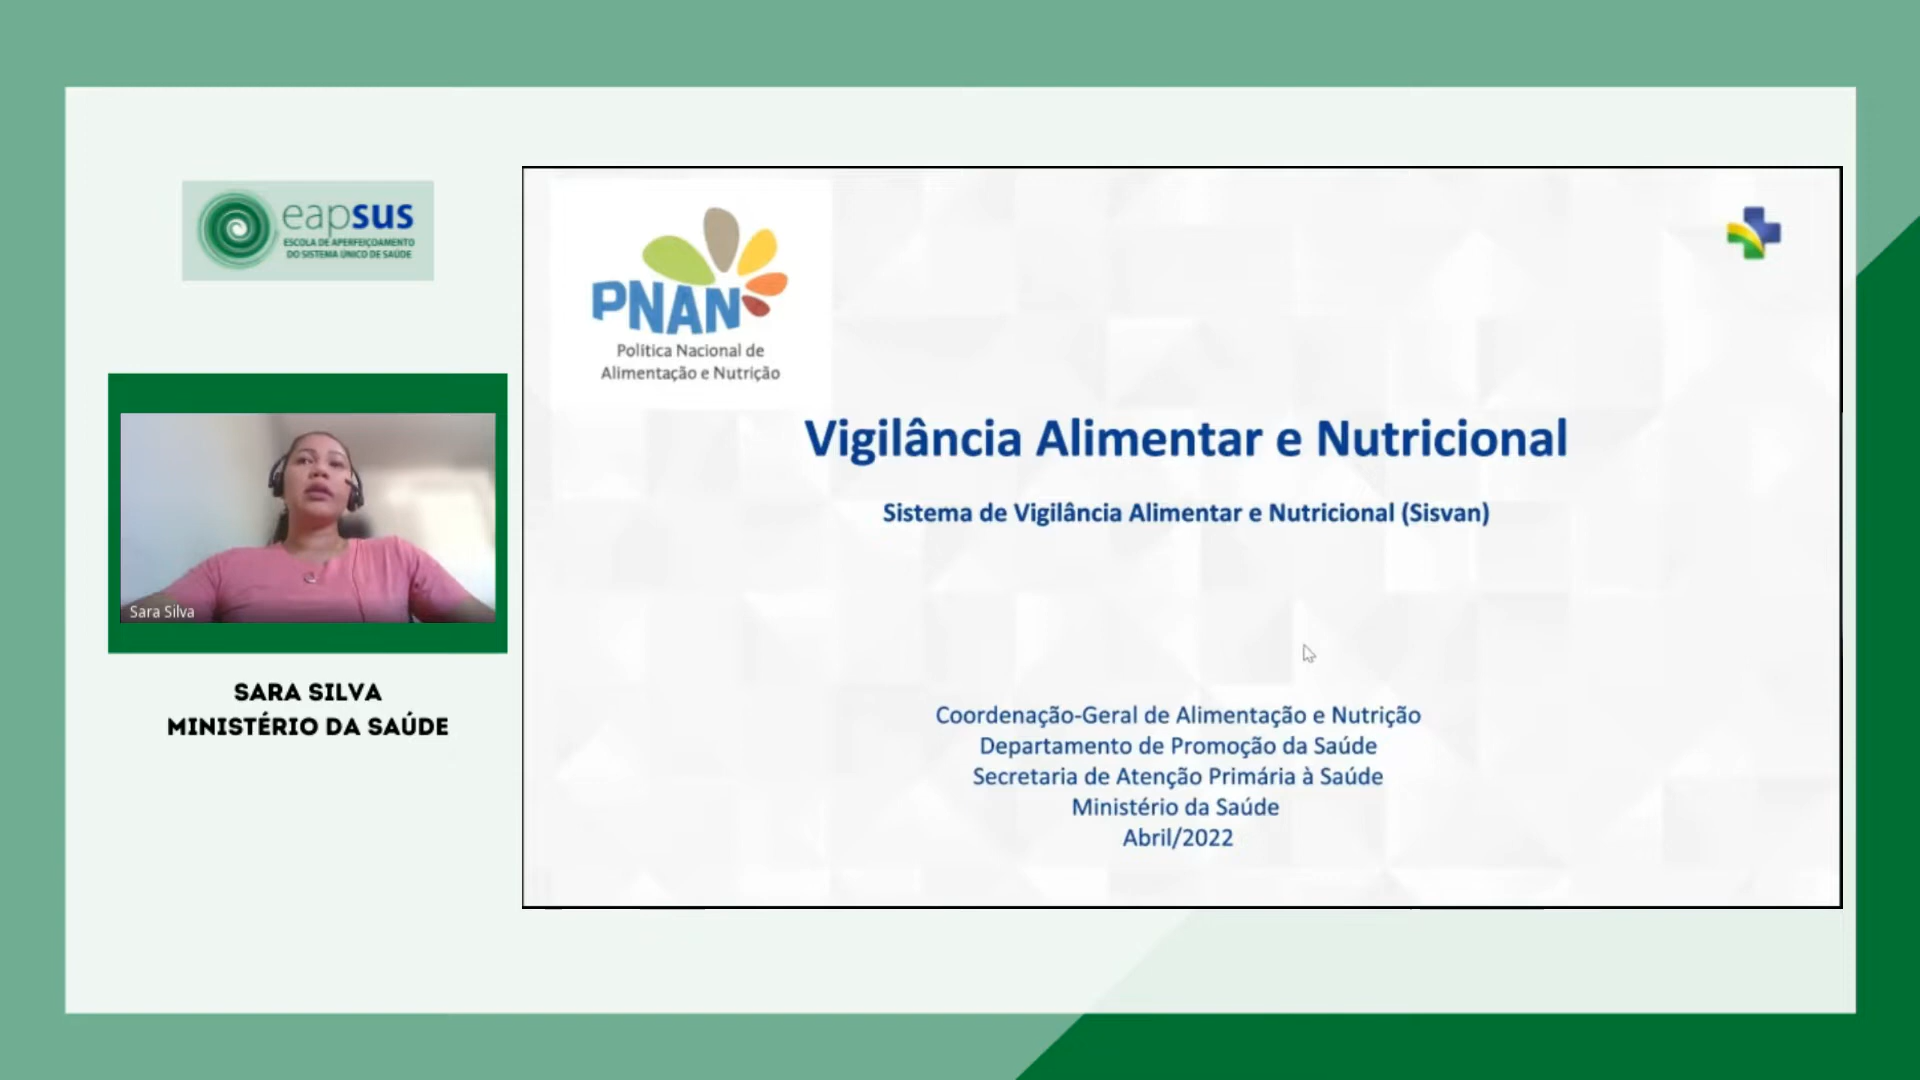 eapsus
ESCOLA DE APERFEIÇOAMENTO
DO SISTEMA ÚNICO DE SAÚDE
Sara Silva
SARA SILVA
MINISTÉRIO DA SAÚDE
PNAN
Política Nacional de
Alimentação e Nutrição
Vigilância Alimentar e Nutricional
Sistema de Vigilância Alimentar e Nutricional (Sisvan)
Coordenação-Geral de Alimentação e Nutrição
Departamento de Promoção da Saúde
Secretaria de Atenção Primária à Saúde
Ministério da Saúde
Abril/2022